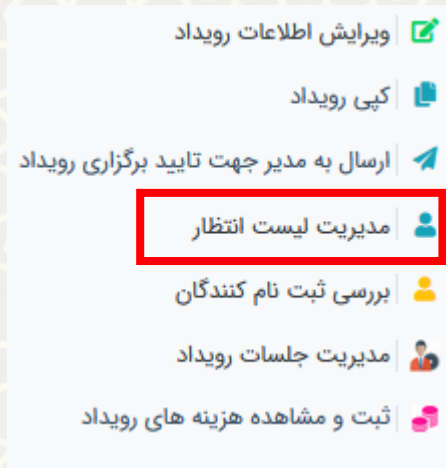 ویرایش اطلاعات رویداد
کپی رویداد
ارسال به مدیر جهت تایید برگزاری رویداد
مدیریت لیست انتظار
بررسی ثبت نام کنندگان
مدیریت جلسات رویداد
ثبت و مشاهده هزینه های رویداد